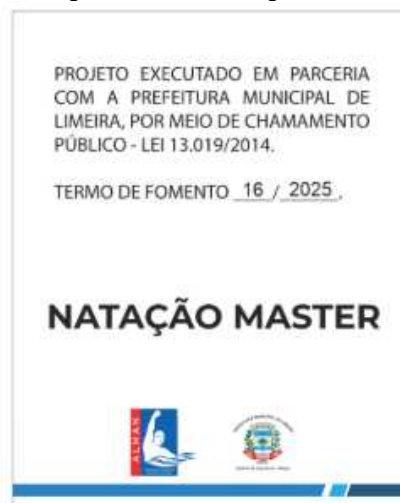 PROJETO EXECUTADO EM PARCERIA
COM A PREFEITURA MUNICIPAL DE
LIMEIRA, POR MEIO DE CHAMAMENTO
PÚBLICO - LEI 13.019/2014.
TERMO DE FOMENTO 16 / 2025.
NATAÇÃO MASTER
ALMAN